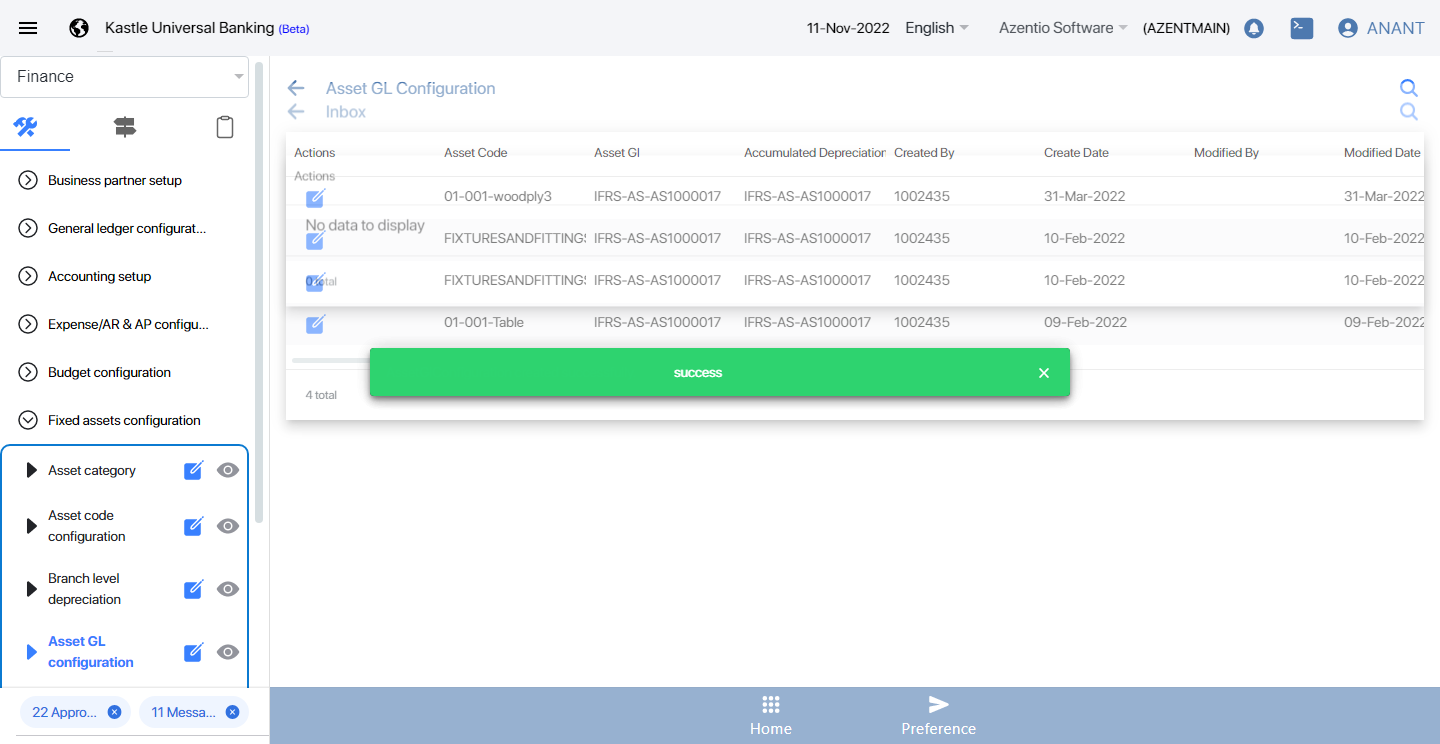 Kastle Universal Banking (Beta)
11-Nov-2022 English Azentio Software (AZENTMAIN) ANANT
Finance
Business partner setup
General ledger configurat...
Accounting setup
Expense/AR & AP configu...
Budget configuration
Fixed assets configuration
Asset category
Asset code
configuration
Branch level
depreciation
Asset GL
configuration
22 Appro... 11 Messa...
Asset GL Configuration
Inbox
Actions Asset Code Asset Gl Accumulated Depreciation Created By Create Date Modified By Modified Date
Actions
01-001-woodply3 IFRS-AS-AS1000017 IFRS-AS-AS1000017 1002435 31-Mar-2022 31-Mar-2022
No data to display
FIXTURESANDFITTINGS IFRS-AS-AS1000017 IFRS-AS-AS1000017 1002435 10-Feb-2022 10-Feb-2022
0 total FIXTURESANDFITTINGS IFRS-AS-AS1000017 IFRS-AS-AS1000017 1002435 10-Feb-2022 10-Feb-2022
01-001-Table IFRS-AS-AS1000017 IFRS-AS-AS1000017 1002435 09-Feb-2022 09-Feb-2022
success
4 total
Home Preference